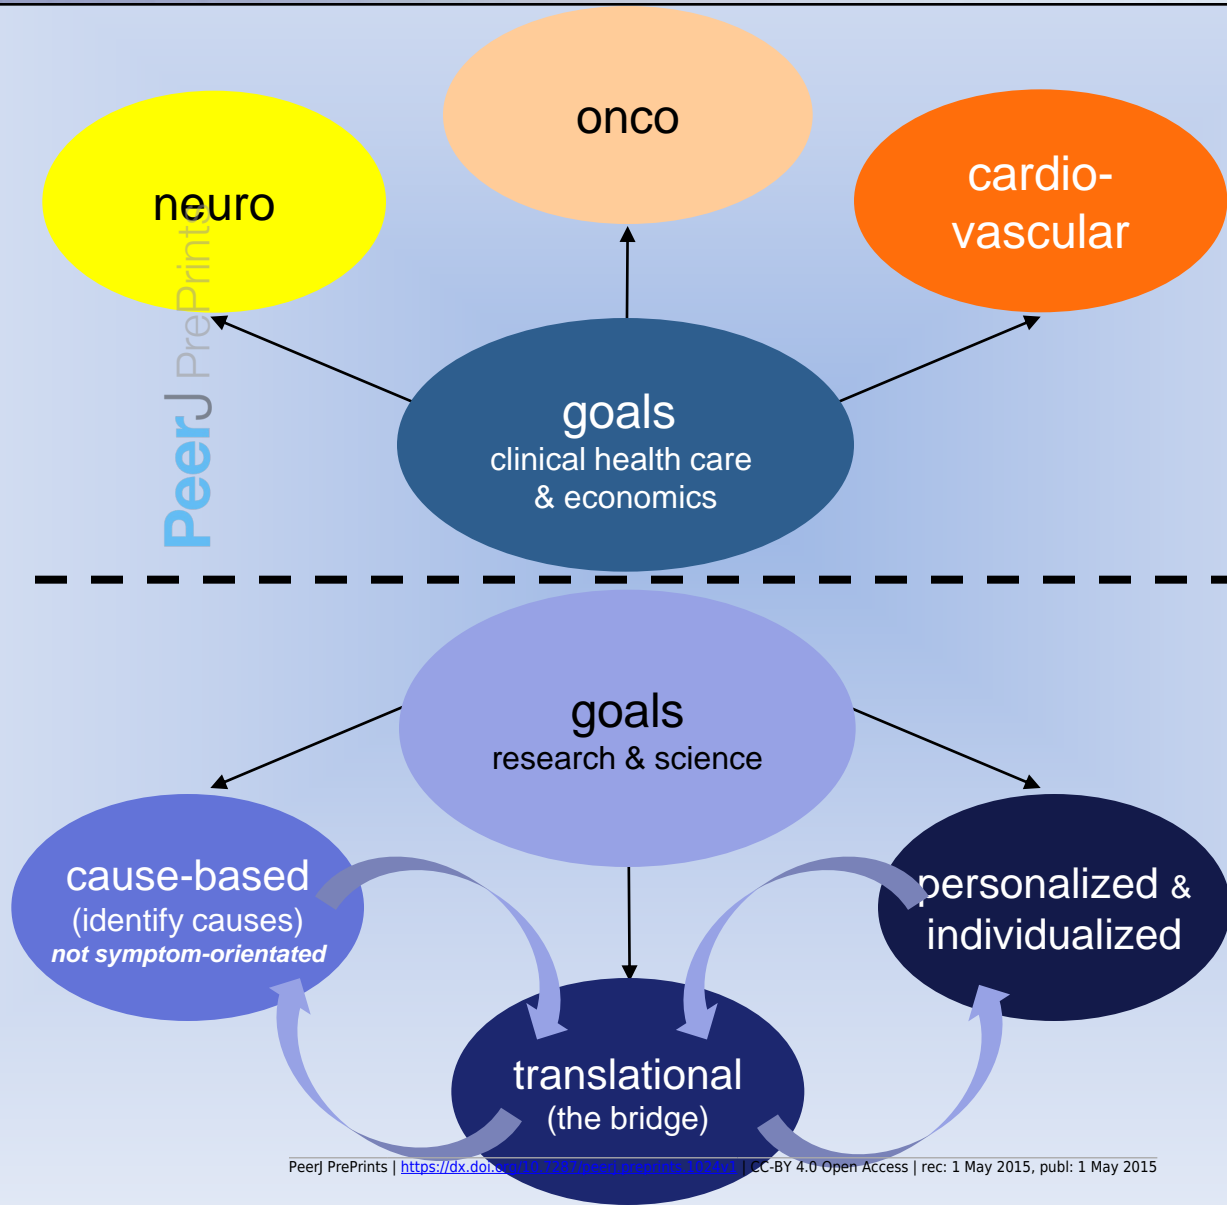 onco
neuro
cardio-
vascular
PeerJ PrePrints
goals
clinical health care
& economics
goals
research & science
cause-based
(identify causes)
not symptom-orientated
personalized &
individualized
translational
(the bridge)
PeerJ PrePrints | https://dx.doi.org/10.7287/peerj.preprints.1024v1 | CC-BY 4.0 Open Access | rec: 1 May 2015, publ: 1 May 2015